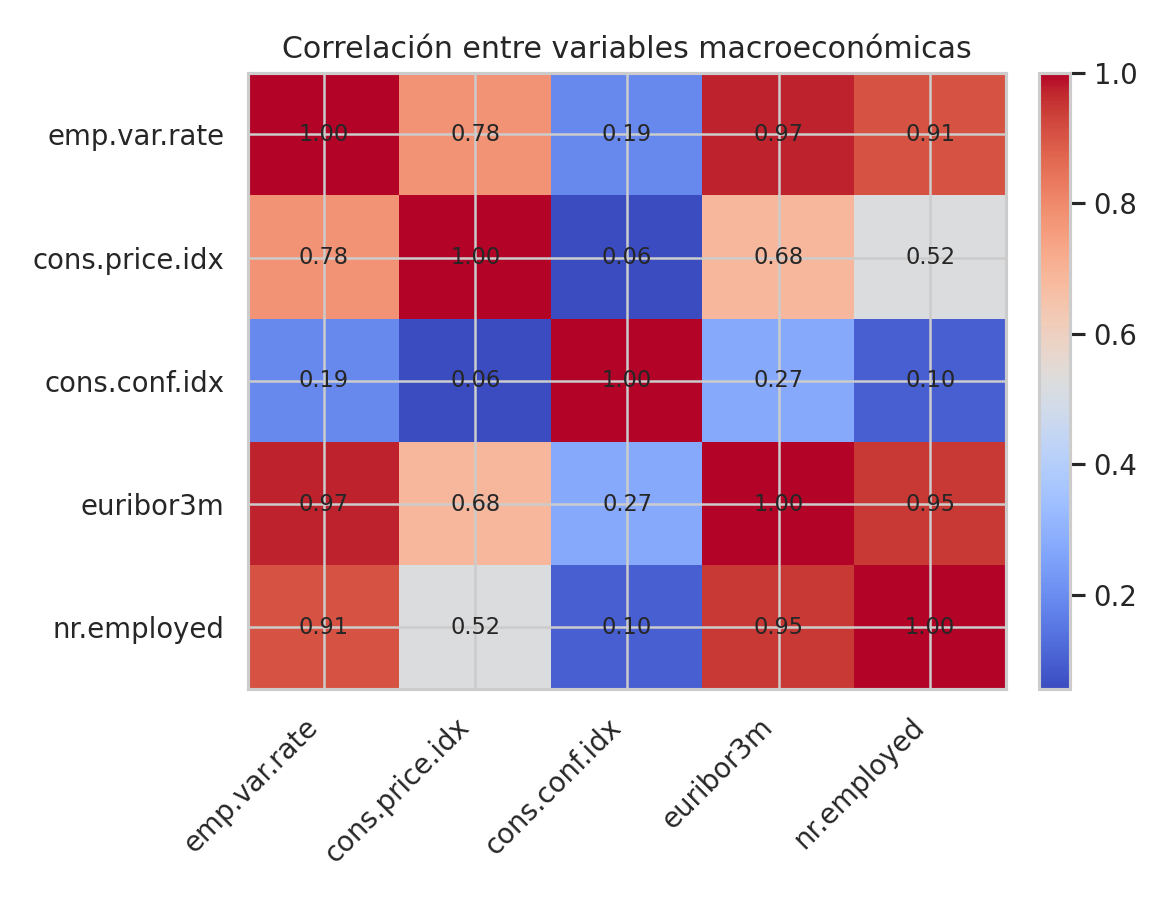 Correlación entre variables macroeconómicas
emp.var.rate 1.00 0.78 0.19 0.97 0.91
cons.price.idx 0.78 1.00 0.06 0.68 0.52
cons.conf.idx 0.19 0.06 1.00 0.27 0.10
euribor3m 0.97 0.68 0.27 1.00 0.95
nr.employed 0.91 0.52 0.10 0.95 1.00
emp.var.rate cons.price.idx cons.conf.idx euribor3m nr.employed
1.0
0.8
0.6
0.4
0.2